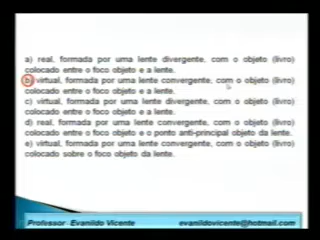 a) real, formada por uma lente divergente, com o objeto (livro)
colocado entre o foco objeto e a lente.
b) virtual, formada por uma lente convergente, com o objeto (livro)
colocado entre o foco objeto e a lente.
c) virtual, formada por uma lente divergente, com o objeto (livro)
colocado entre o foco objeto e a lente.
d) real, formada por uma lente convergente, com o objeto (livro)
colocado entre o foco objeto e o ponto anti-principal objeto da lente.
e) virtual, formada por uma lente convergente, com o objeto (livro)
colocado sobre o foco objeto da lente.
Professor Evanildo Vicente evanildovicente@hotmail.com